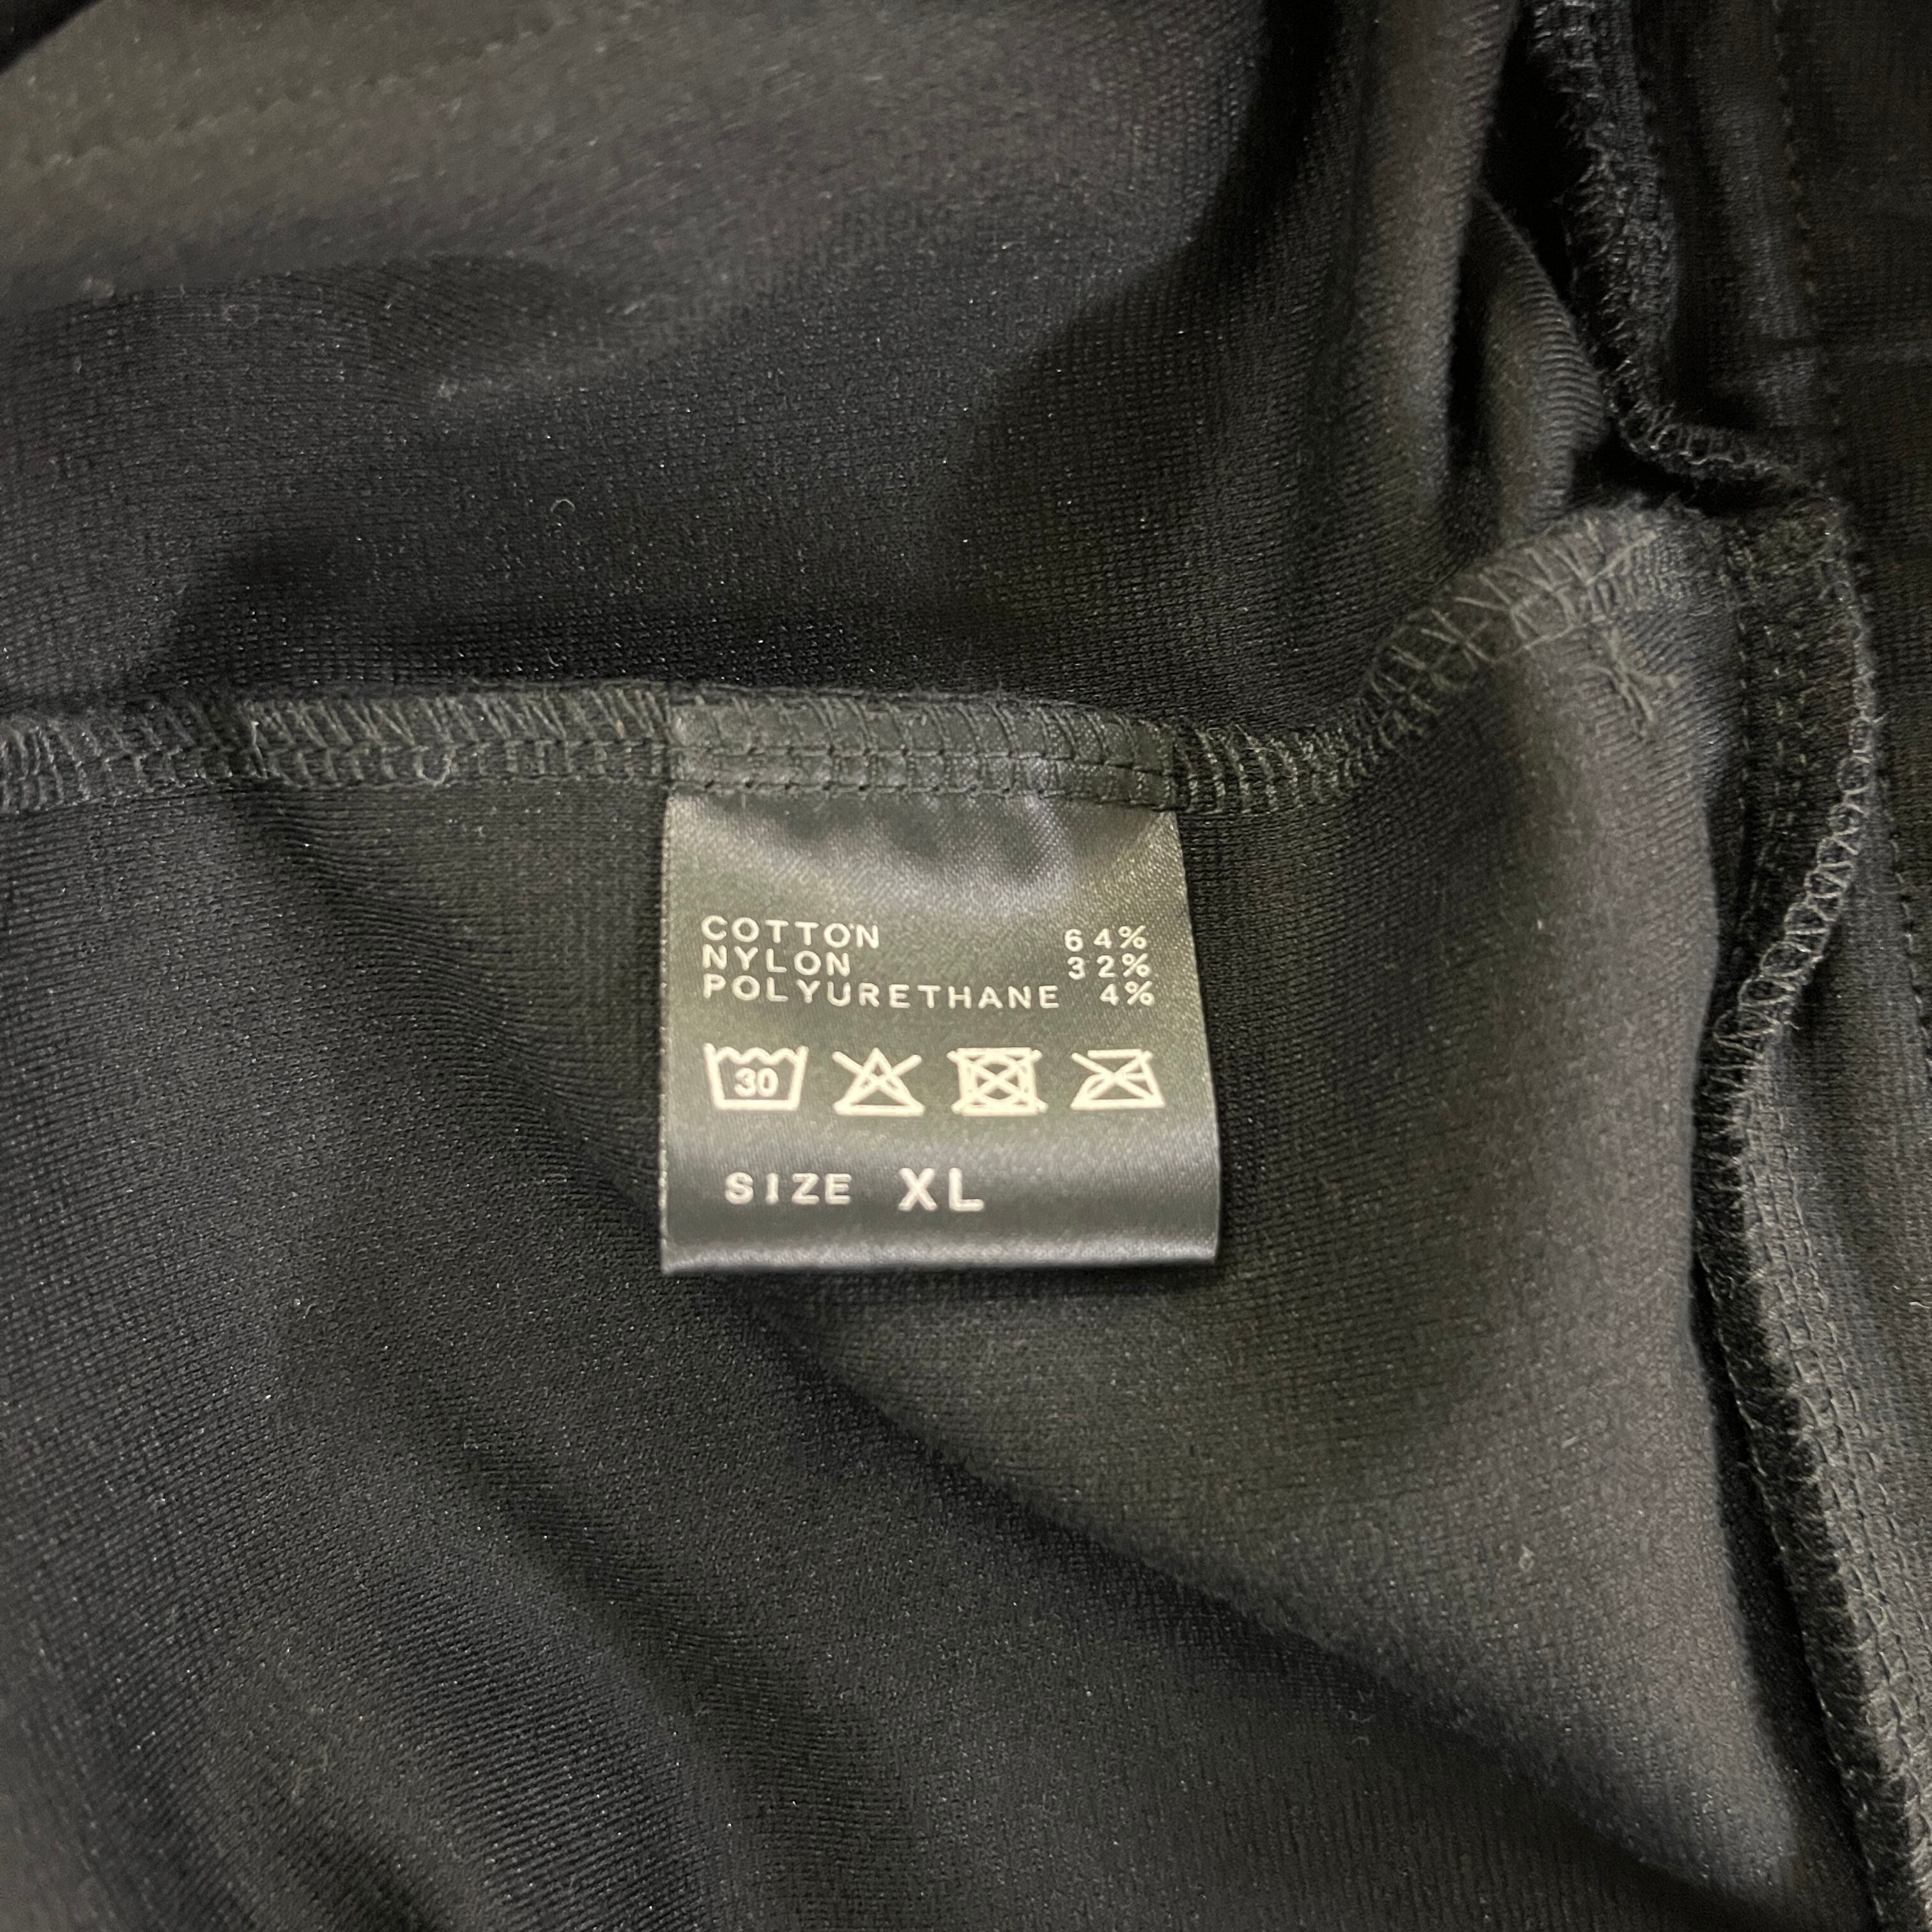 COTTON 64%
NYLON 32%
POLYURETHANE 4%
30
SIZE XL